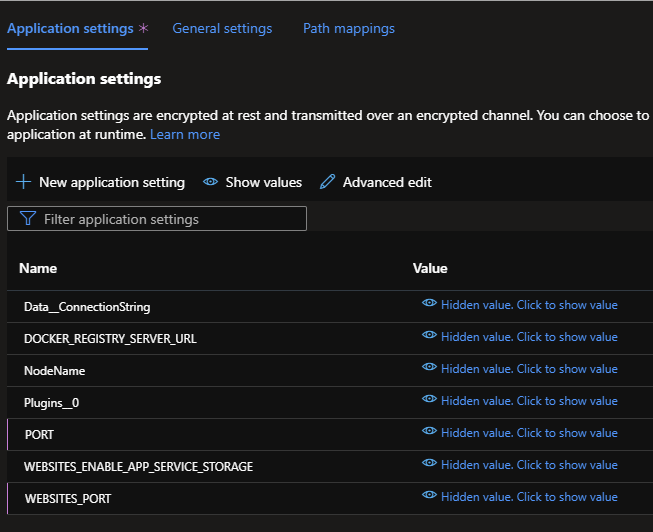 Application settings *
General settings
Path mappings
Application settings
Application settings are encrypted at rest and transmitted over an encrypted channel. You can choose to
application at runtime. Learn more
New application setting
Show values
Advanced edit
Filter application settings
Name Value
Data__ConnectionString Hidden value. Click to show value
DOCKER_REGISTRY_SERVER_URL Hidden value. Click to show value
NodeName Hidden value. Click to show value
Plugins__0 Hidden value. Click to show value
PORT Hidden value. Click to show value
WEBSITES_ENABLE_APP_SERVICE_STORAGE Hidden value. Click to show value
WEBSITES_PORT Hidden value. Click to show value